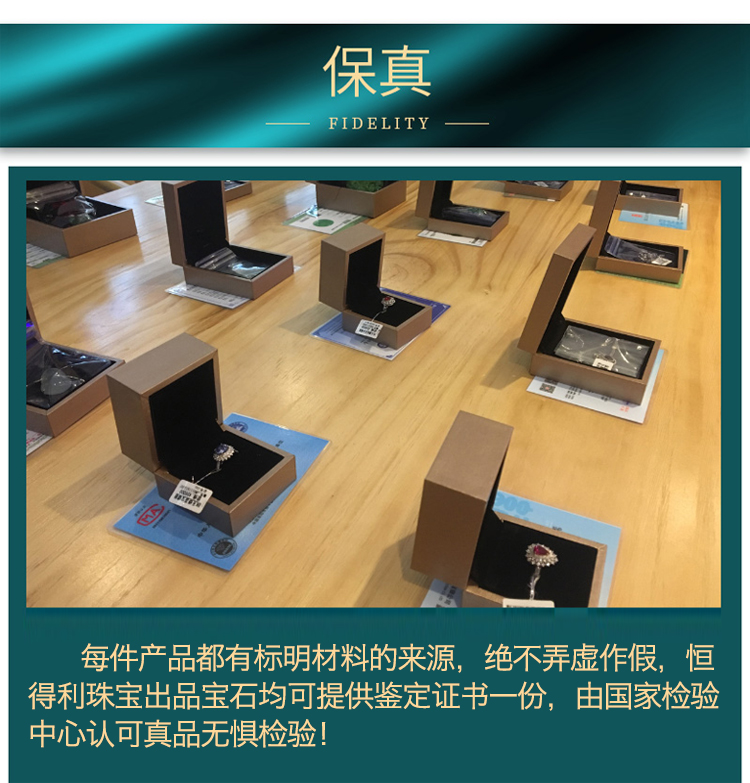 保真
FIDELITY
每件产品都有标明材料的来源，绝不弄虚作假，恒
得利珠宝出品宝石均可提供鉴定证书一份，由国家检验
中心认可真品无惧检验！